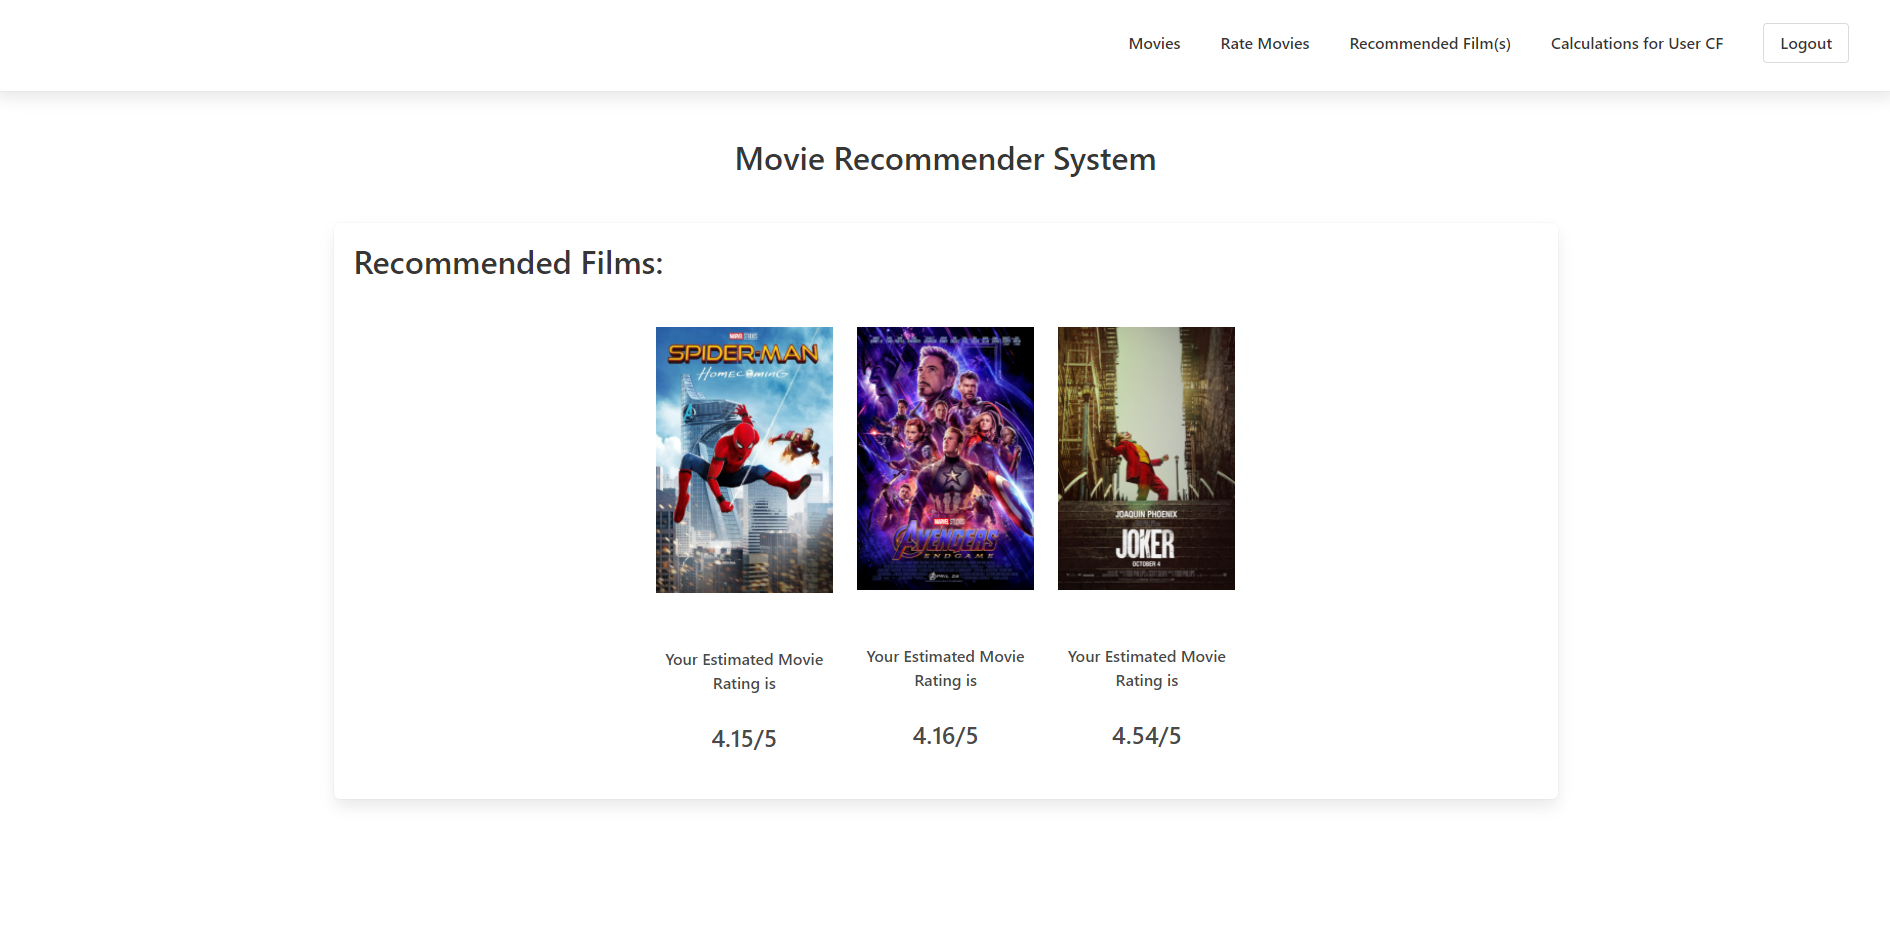 Movies Rate Movies Recommended Film(s) Calculations for User CF Logout
Movie Recommender System
Recommended Films:
MARVEL STUDIOS
SPIDER-MAN
HOMECOMING
MARVEL STUDIOS
AVENGERS
ENDGAME
APRIL 26
JOAQUIN PHOENIX
JOKER
OCTOBER 4
Your Estimated Movie
Rating is
4.15/5
Your Estimated Movie
Rating is
4.16/5
Your Estimated Movie
Rating is
4.54/5